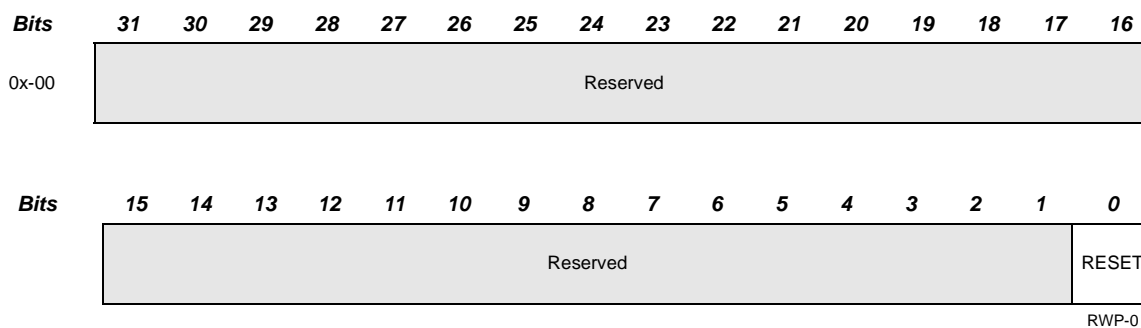 Bits 31 30 29 28 27 26 25 24 23 22 21 20 19 18 17 16
0x-00 Reserved
Bits 15 14 13 12 11 10 9 8 7 6 5 4 3 2 1 0
Reserved RESET
RWP-0